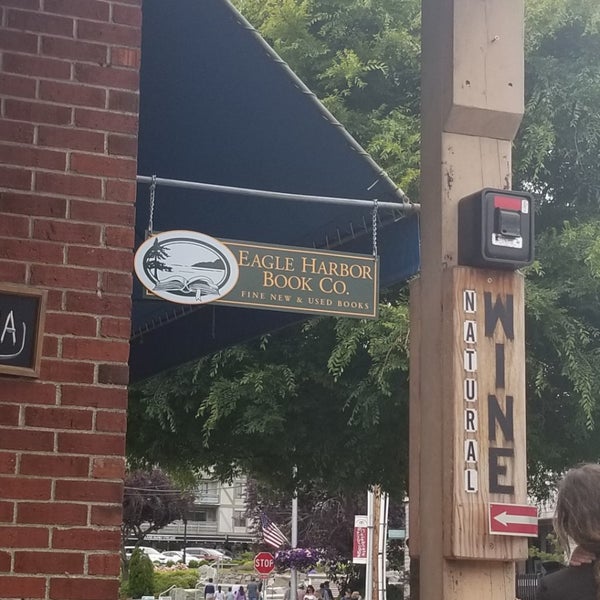 EAGLE HARBOR
BOOK CO.
FINE NEW & USED BOOKS
A
NATURAL
WINE
STOP